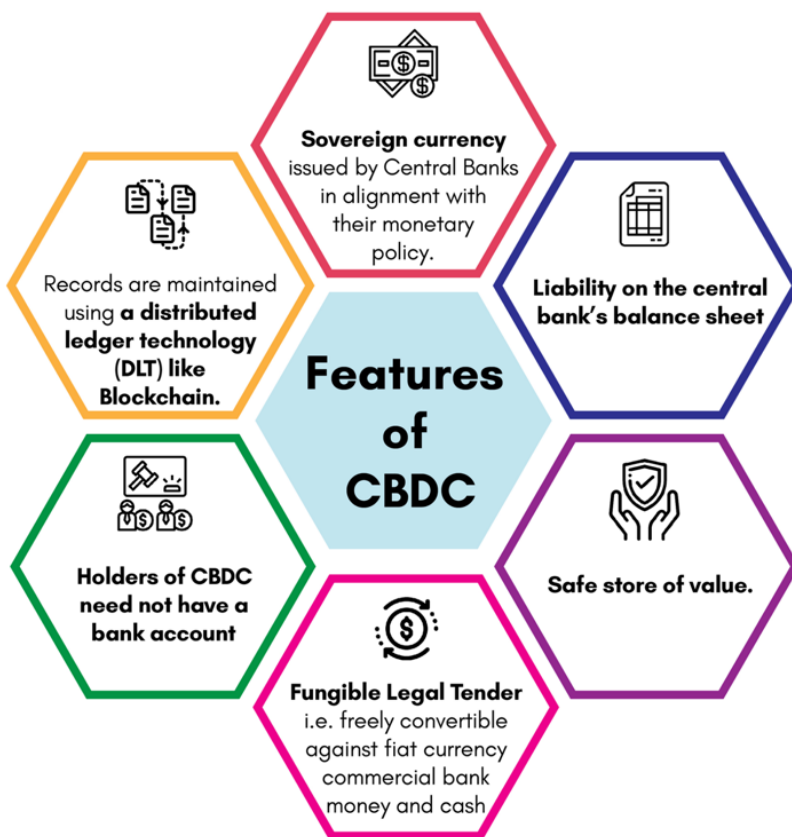 Sovereign currency
issued by Central Banks
in alignment with
their monetary
policy.
Records are maintained
using a distributed
ledger technology
(DLT) like
Blockchain.
Liability on the central
bank’s balance sheet
Features
of
CBDC
Holders of CBDC
need not have a
bank account
Safe store of value.
Fungible Legal Tender
i.e. freely convertible
against fiat currency
commercial bank
money and cash